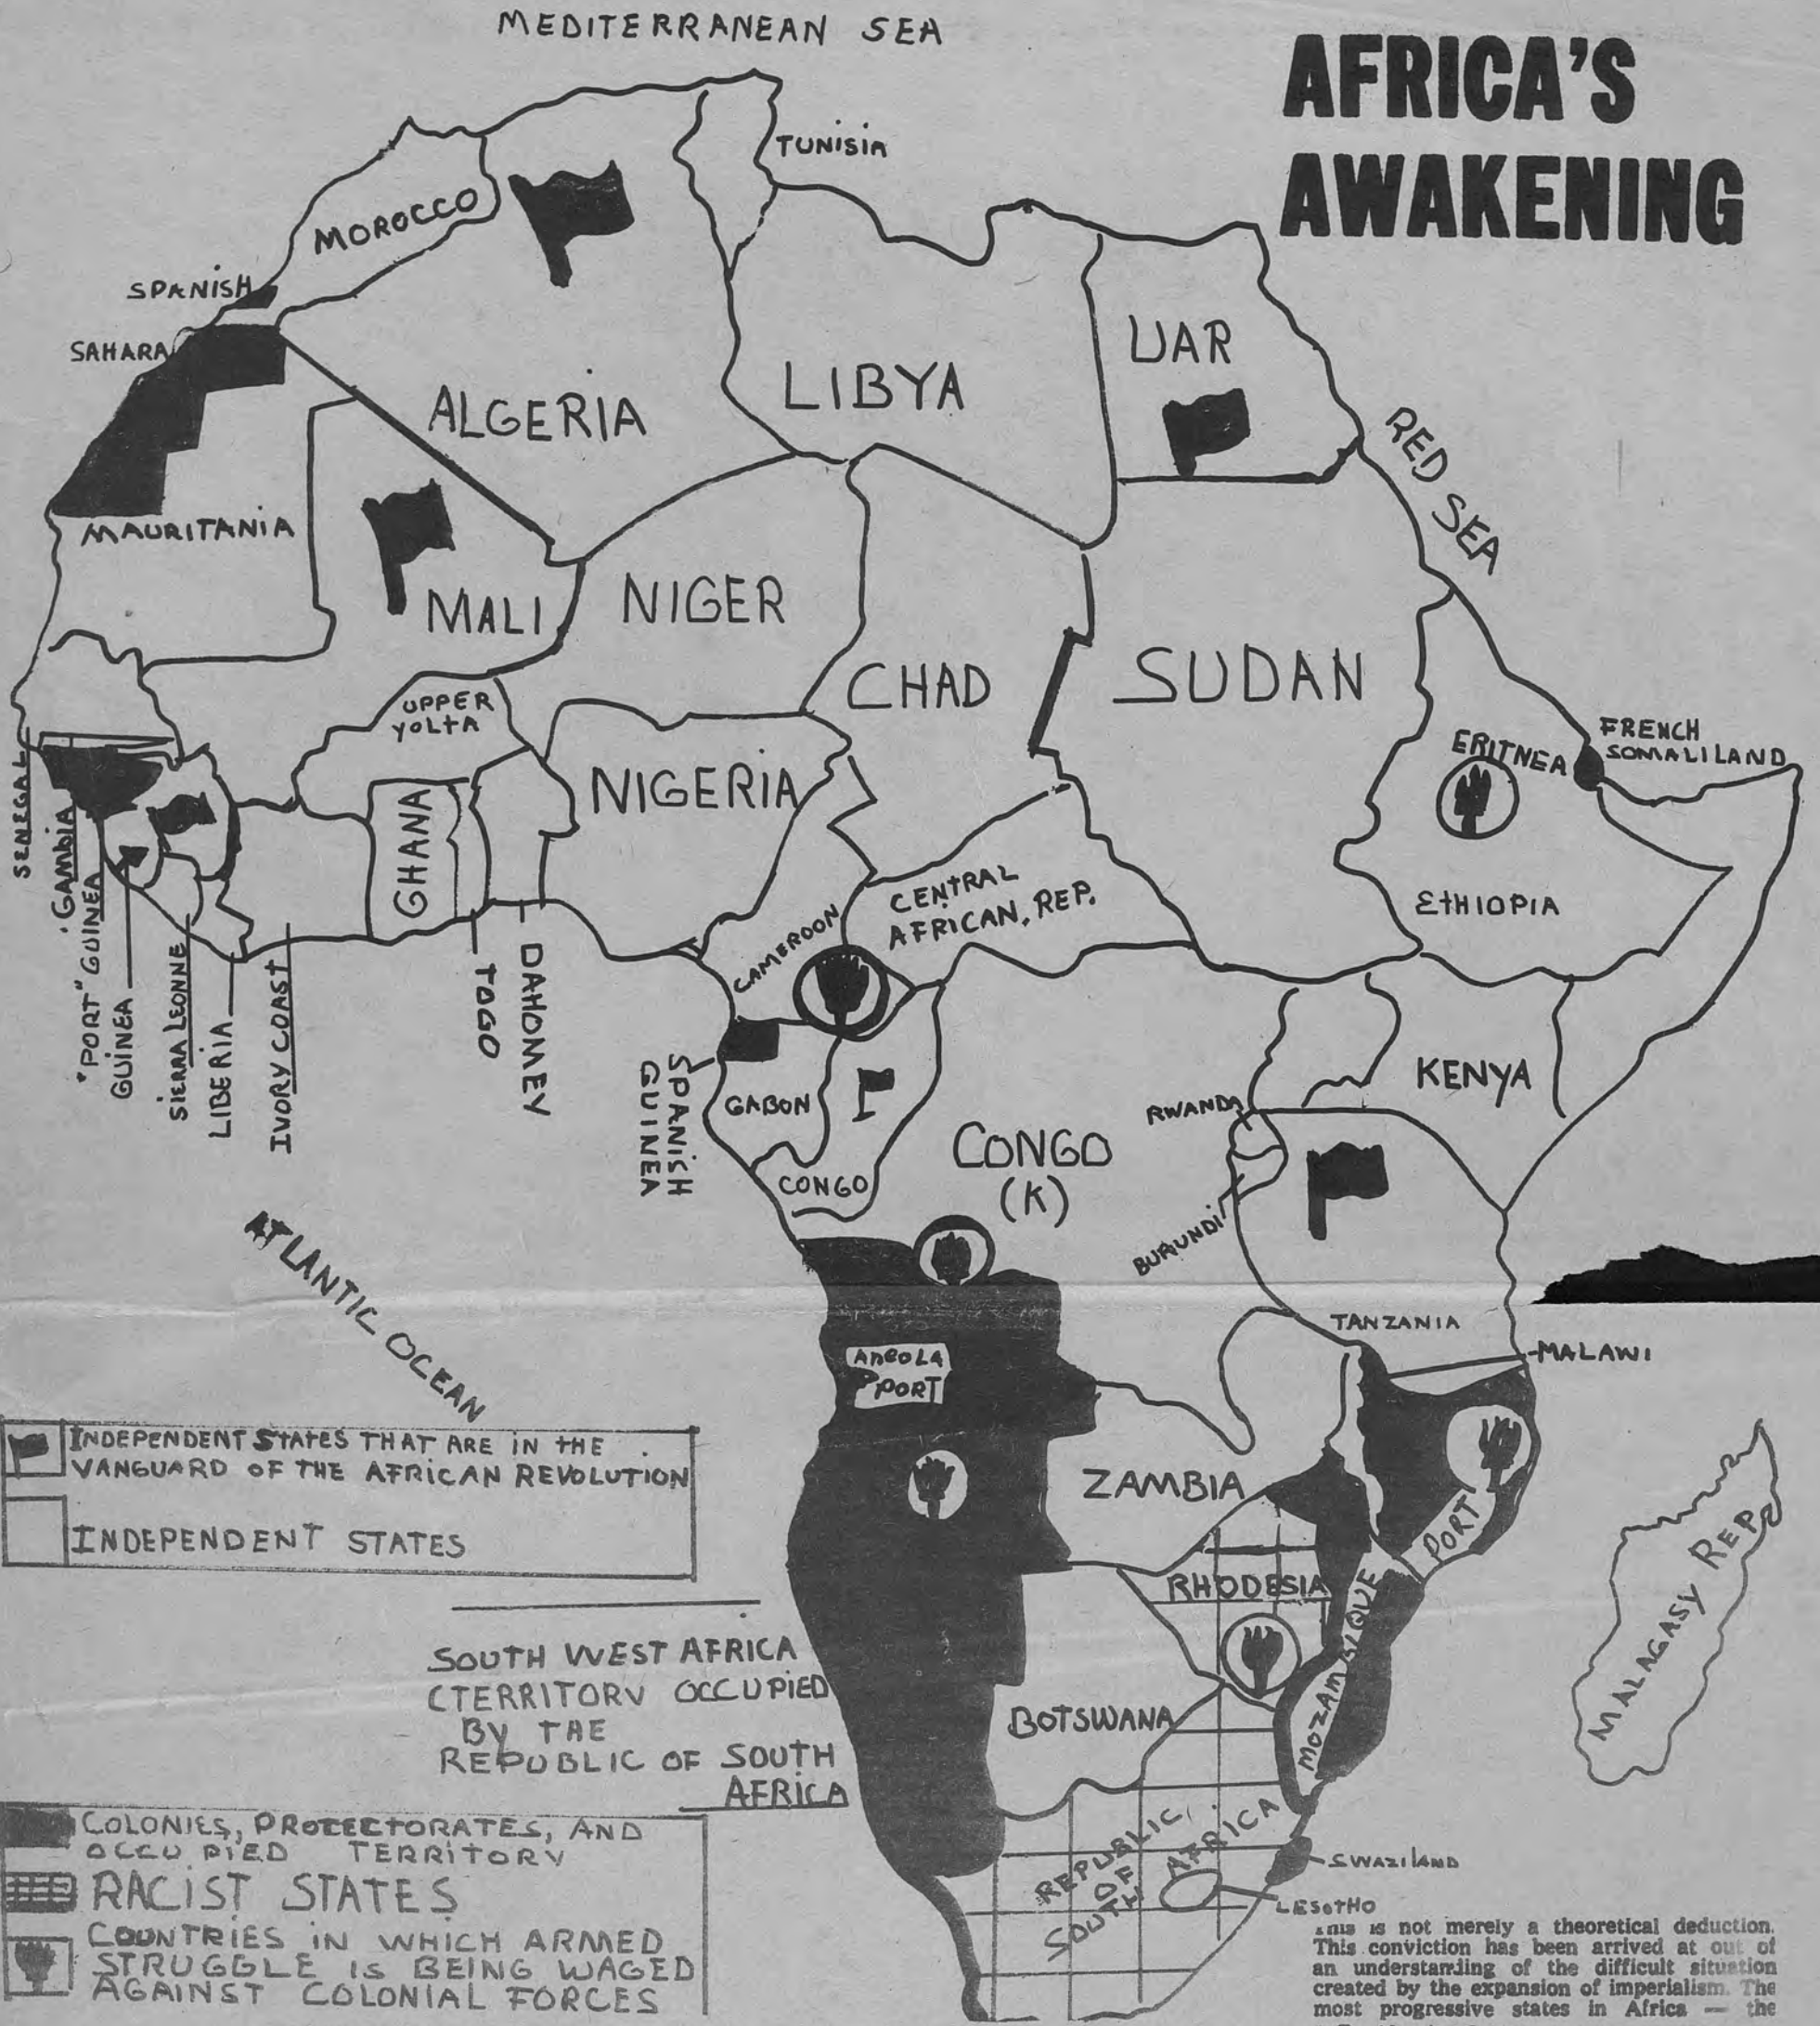 MEDITERRANEAN SEA
AFRICA'S
AWAKENING
TUNISIA
MOROCCO
SPANISH
SAHARA
ALGERIA
LIBYA
UAR
RED SEA
MAURITANIA
MALI
NIGER
CHAD
SUDAN
UPPER
YOLTA
NIGERIA
GHANA
ERITNEA
FRENCH
SOMALILAND
ETHIOPIA
CENTRAL
AFRICAN. REP.
CAMEROON
SENEGAL
GAMBIA
"PORT" GUINEA
GUINEA
SIERRA LEONNE
LIBERIA
IVORY COAST
TOGO
DAHOMEY
SPANISH
GUINEA
GABON
CONGO
CONGO
(K)
RWANDA
BURUNDI
KENYA
TANZANIA
MALAWI
ATLANTIC OCEAN
ANGOLA
PORT
ZAMBIA
PORT
MOZAMBIQUE
RHODESIA
MALAGASY REP
BOTSWANA
INDEPENDENT STATES THAT ARE IN THE
VANGUARD OF THE AFRICAN REVOLUTION
INDEPENDENT STATES
SOUTH WEST AFRICA
(TERRITORY OCCUPIED
BY THE
REPUBLIC OF SOUTH
AFRICA
REPUBLIC
OF
SOUTH AFRICA
SWAZILAND
LESOTHO
COLONIES, PROTECTORATES, AND
OCCUPIED TERRITORY
RACIST STATES
COUNTRIES IN WHICH ARMED
STRUGGLE IS BEING WAGED
AGAINST COLONIAL FORCES
This is not merely a theoretical deduction.
This conviction has been arrived at out of
an understanding of the difficult situation
created by the expansion of imperialism. The
most progressive states in Africa — the